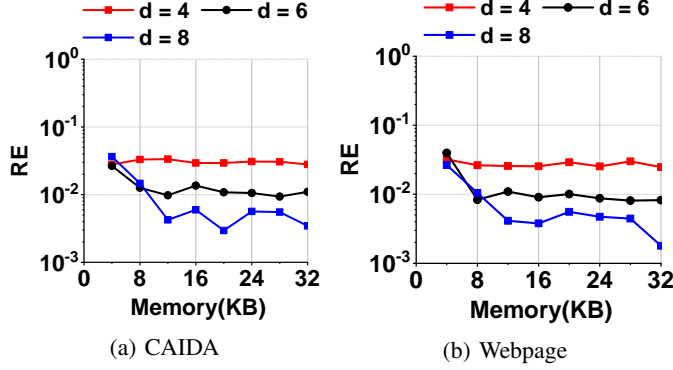 d = 4 d = 6
d = 8
10^0
10^-1
10^-2
10^-3
RE
0 8 16 24 32
Memory(KB)
(a) CAIDA
d = 4 d = 6
d = 8
10^0
10^-1
10^-2
10^-3
RE
0 8 16 24 32
Memory(KB)
(b) Webpage